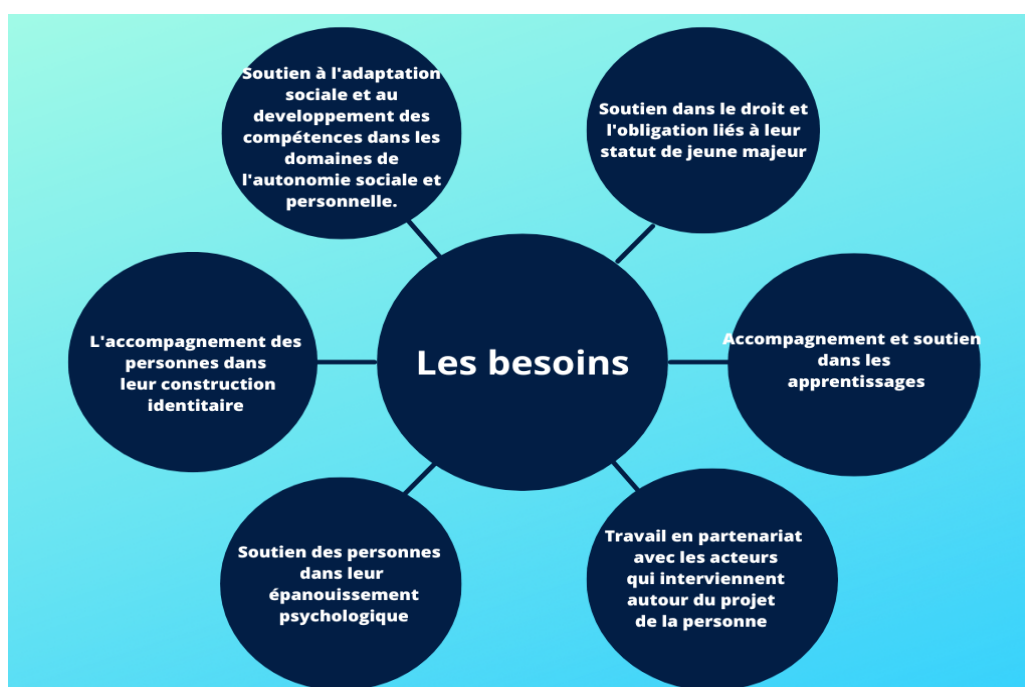 Soutien à l'adaptation
sociale et au
developpement des
compétences dans les
domaines de
l'autonomie sociale et
personnelle.
Soutien dans le droit et
l'obligation liés à leur
statut de jeune majeur
L'accompagnement des
personnes dans
leur construction
identitaire
Les besoins
Accompagnement et soutien
dans les
apprentissages
Soutien des personnes
dans leur
épanouissement
psychologique
Travail en partenariat
avec les acteurs
qui interviennent
autour du projet
de la personne